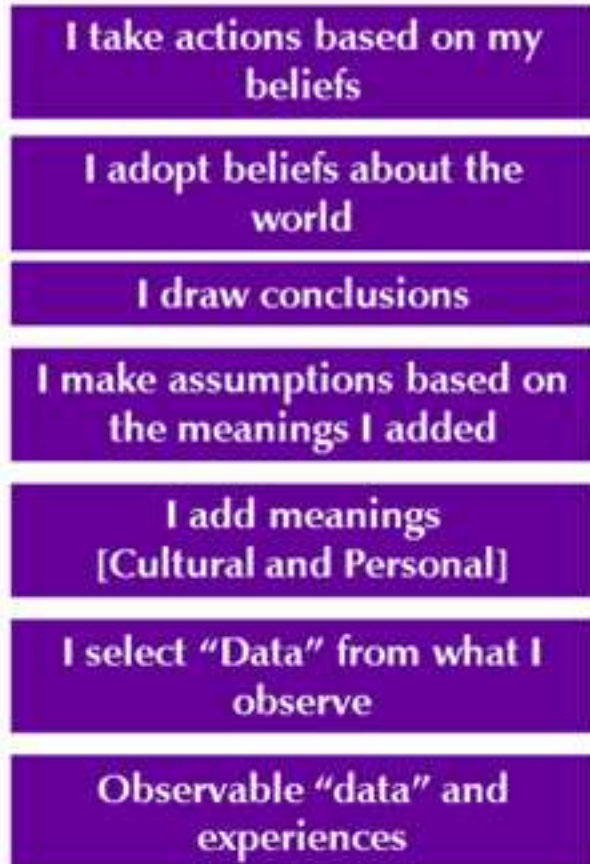 I take actions based on my
beliefs
I adopt beliefs about the
world
I draw conclusions
I make assumptions based on
the meanings I added
I add meanings
[Cultural and Personal]
I select “Data” from what I
observe
Observable “data” and
experiences